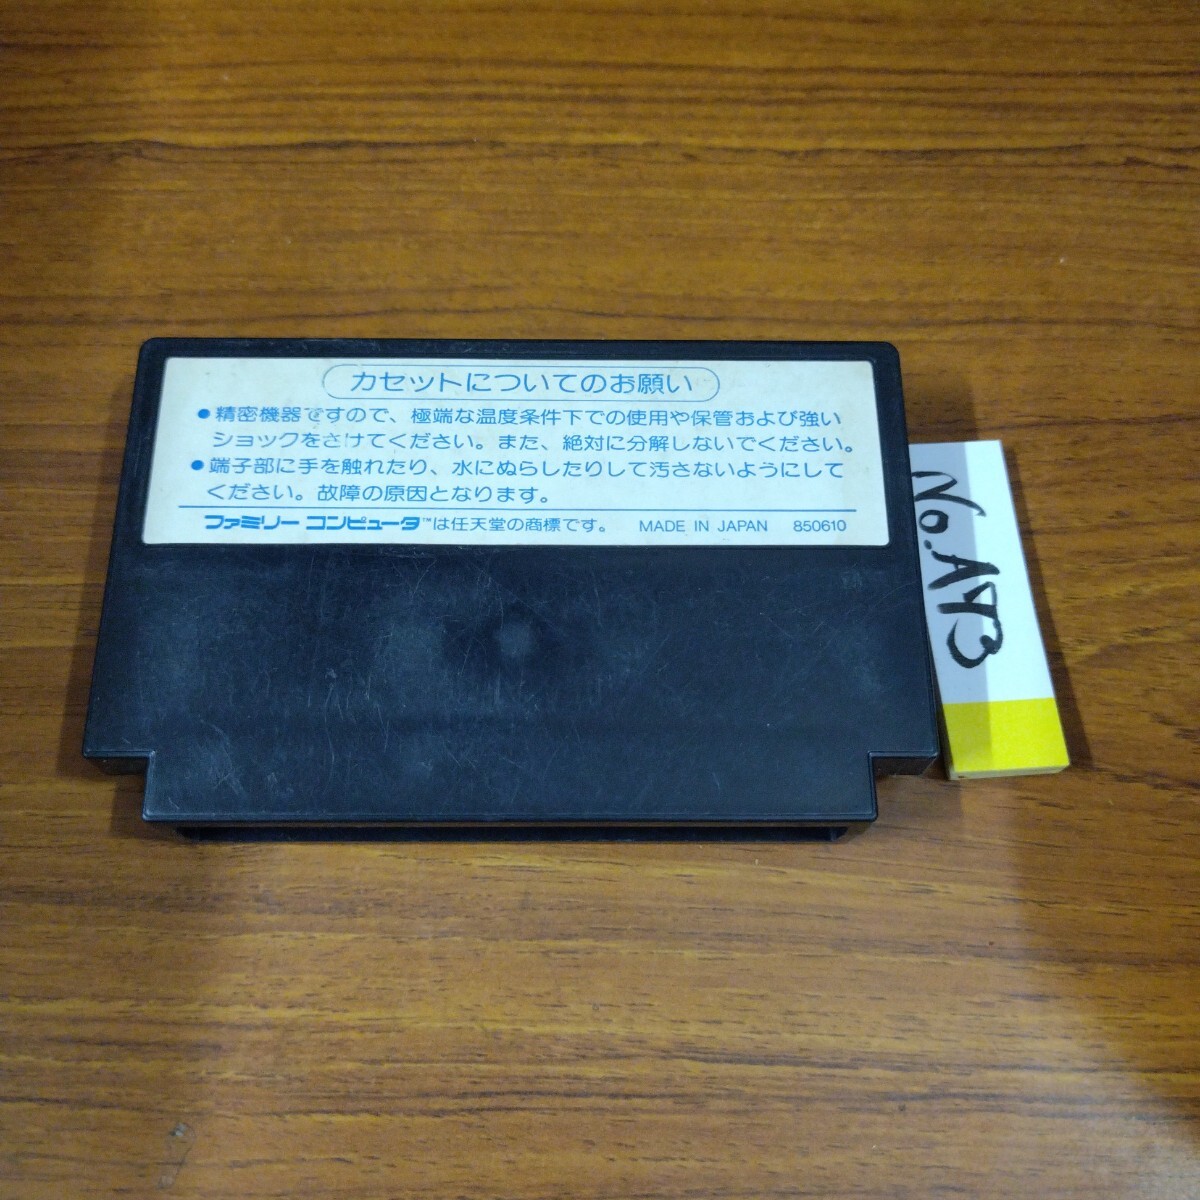 カセットについてのお願い
●精密機器ですので、極端な温度条件下での使用や保管および強い
ショックをさけてください。また、絶対に分解しないでください。
●端子部に手を触れたり、水にぬらしたりして汚さないようにして
ください。故障の原因となります。
ファミリー コンピュータ™は任天堂の商標です。 MADE IN JAPAN 850610
No.A43